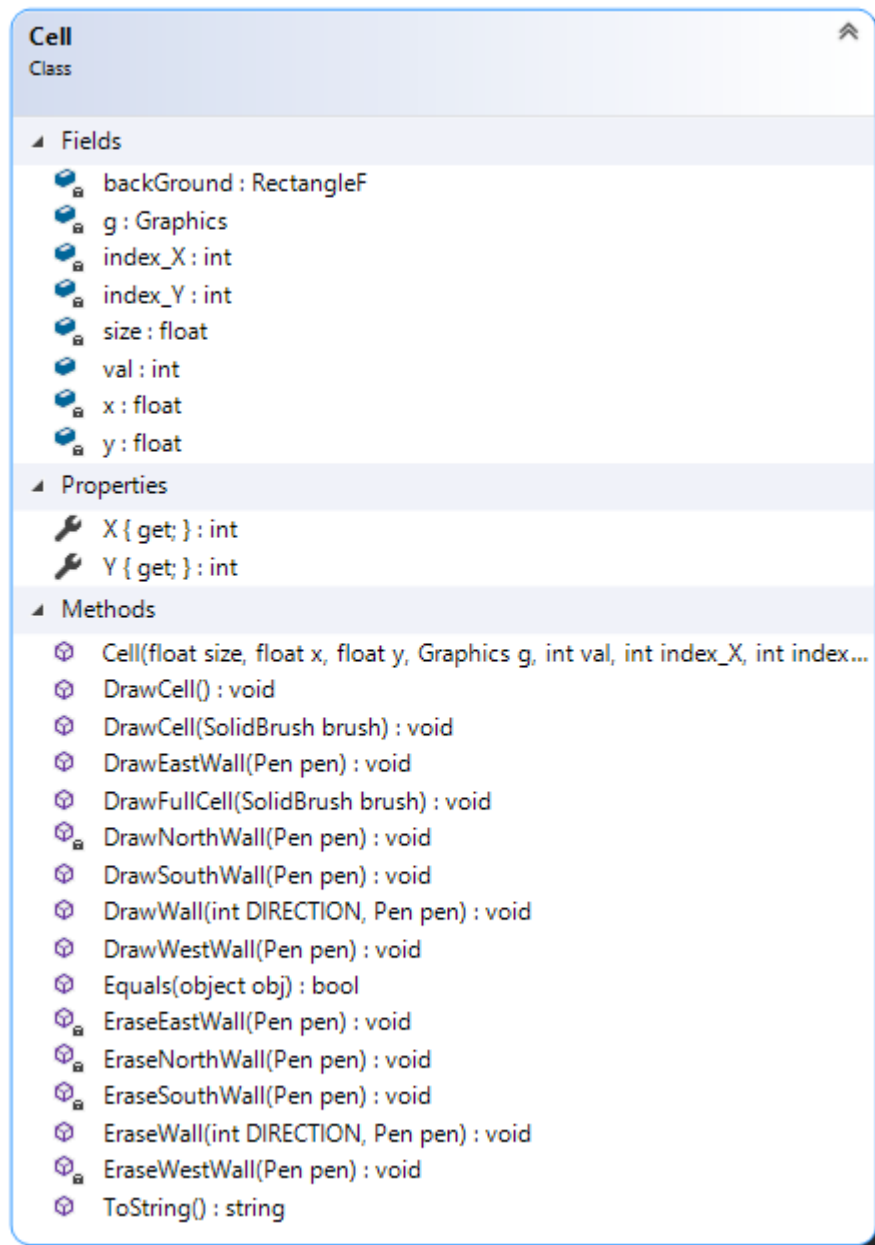 Cell
Class
Fields
backGround : RectangleF
g : Graphics
index_X : int
index_Y : int
size : float
val : int
x : float
y : float
Properties
X { get; } : int
Y { get; } : int
Methods
Cell(float size, float x, float y, Graphics g, int val, int index_X, int index...
DrawCell() : void
DrawCell(SolidBrush brush) : void
DrawEastWall(Pen pen) : void
DrawFullCell(SolidBrush brush) : void
DrawNorthWall(Pen pen) : void
DrawSouthWall(Pen pen) : void
DrawWall(int DIRECTION, Pen pen) : void
DrawWestWall(Pen pen) : void
Equals(object obj) : bool
EraseEastWall(Pen pen) : void
EraseNorthWall(Pen pen) : void
EraseSouthWall(Pen pen) : void
EraseWall(int DIRECTION, Pen pen) : void
EraseWestWall(Pen pen) : void
ToString() : string